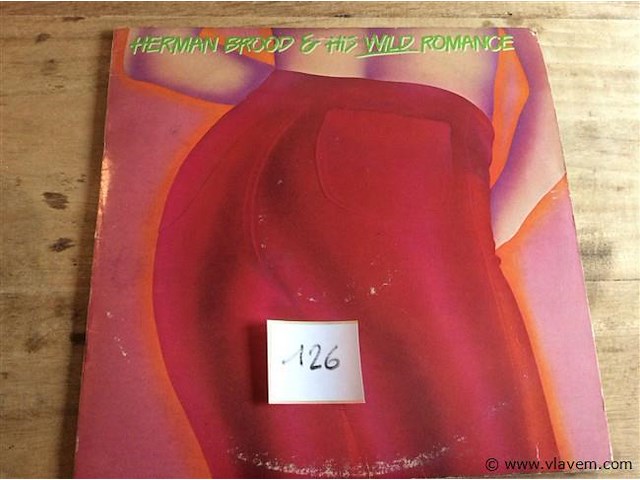 HERMAN BROOD & HIS WILD ROMANCE
126
© www.vlavem.com